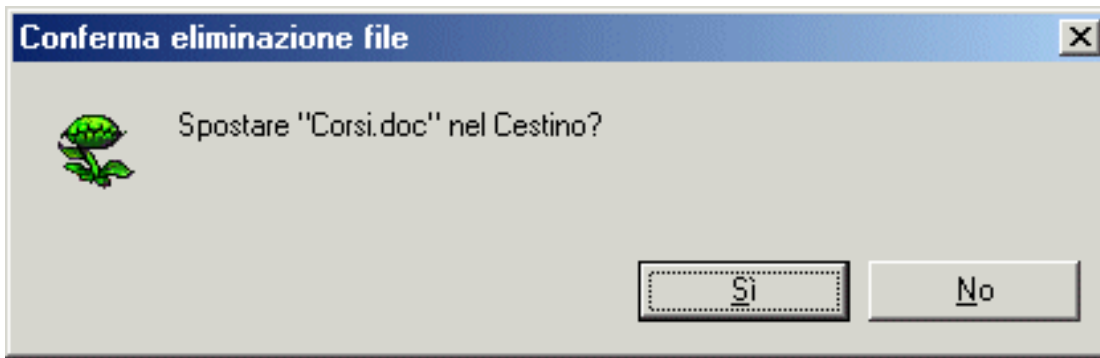 Conferma eliminazione file
Spostare "Corsi.doc" nel Cestino?
Sì No